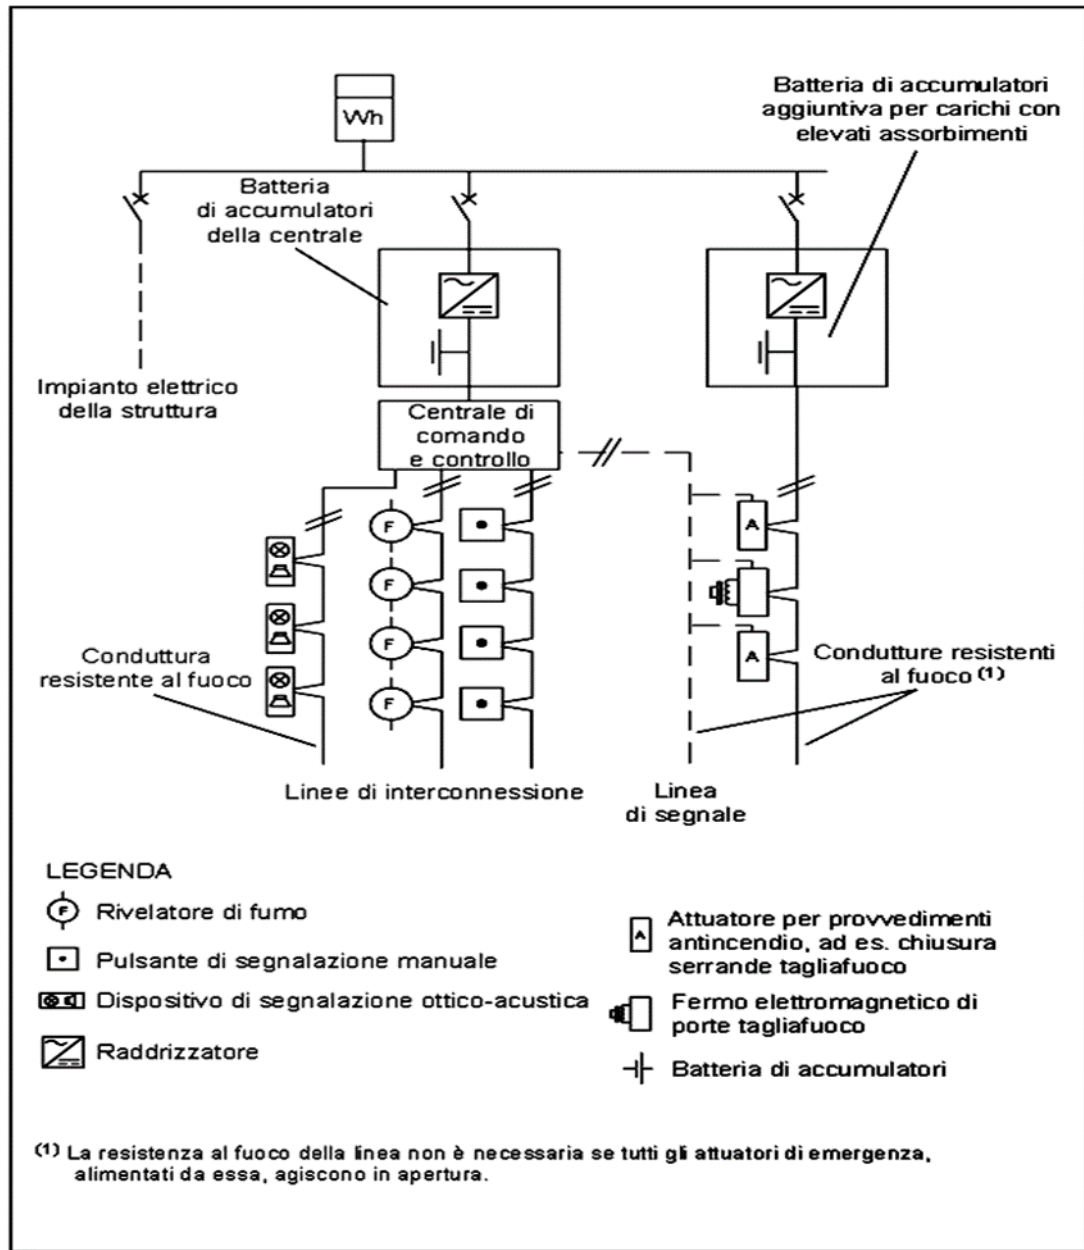 Wh
Batteria di accumulatori
aggiuntiva per carichi con
elevati assorbimenti
Batteria
di accumulatori
della centrale
Impianto elettrico
della struttura
Centrale di
comando
e controllo
F
F
F
F
A
A
Conduttura
resistente al fuoco
Condutture resistenti
al fuoco (1)
Linee di interconnessione
Linea
di segnale
LEGENDA
F
Rivelatore di fumo
Pulsante di segnalazione manuale
Dispositivo di segnalazione ottico-acustica
Raddrizzatore
A
Attuatore per provvedimenti
antincendio, ad es. chiusura
serrande tagliafuoco
Fermo elettromagnetico di
porte tagliafuoco
Batteria di accumulatori
(1) La resistenza al fuoco della linea non è necessaria se tutti gli attuatori di emergenza,
alimentati da essa, agiscono in apertura.